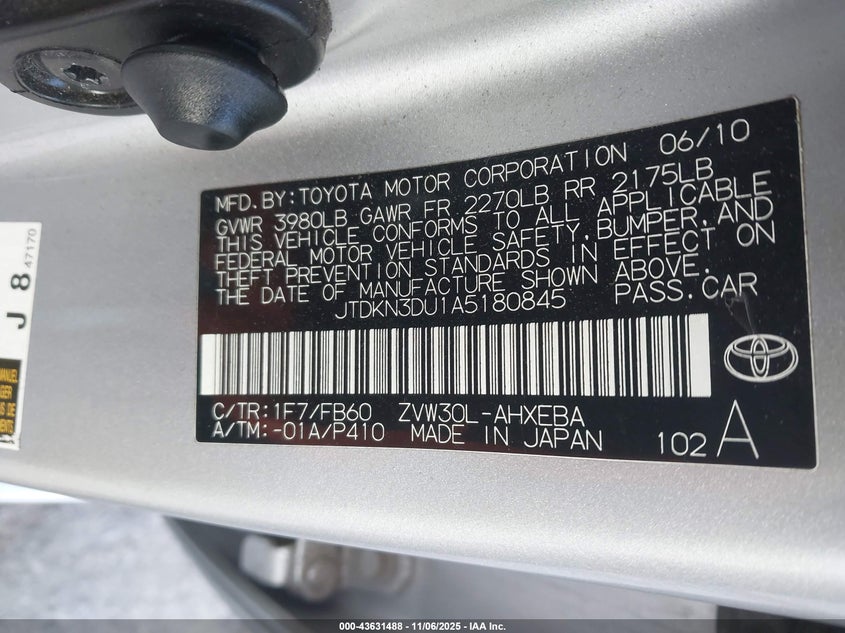 MFD. BY: TOYOTA MOTOR CORPORATION 06/10
GVWR 3980LB GAWR FR 2270LB RR 2175LB
THIS VEHICLE CONFORMS TO ALL APPLICABLE
FEDERAL MOTOR VEHICLE SAFETY, BUMPER, AND
THEFT PREVENTION STANDARDS IN EFFECT ON
THE DATE OF MANUFACTURE SHOWN ABOVE.
JTDKN3DU1A5180845 PASS. CAR
C/TR: 1F7/FB60 ZVW30L-AHXEBA
A/TM: -01A/P410 MADE IN JAPAN
102 A
J 8 47170
MANUEL
000-43631488 - 11/06/2025 - IAA Inc.